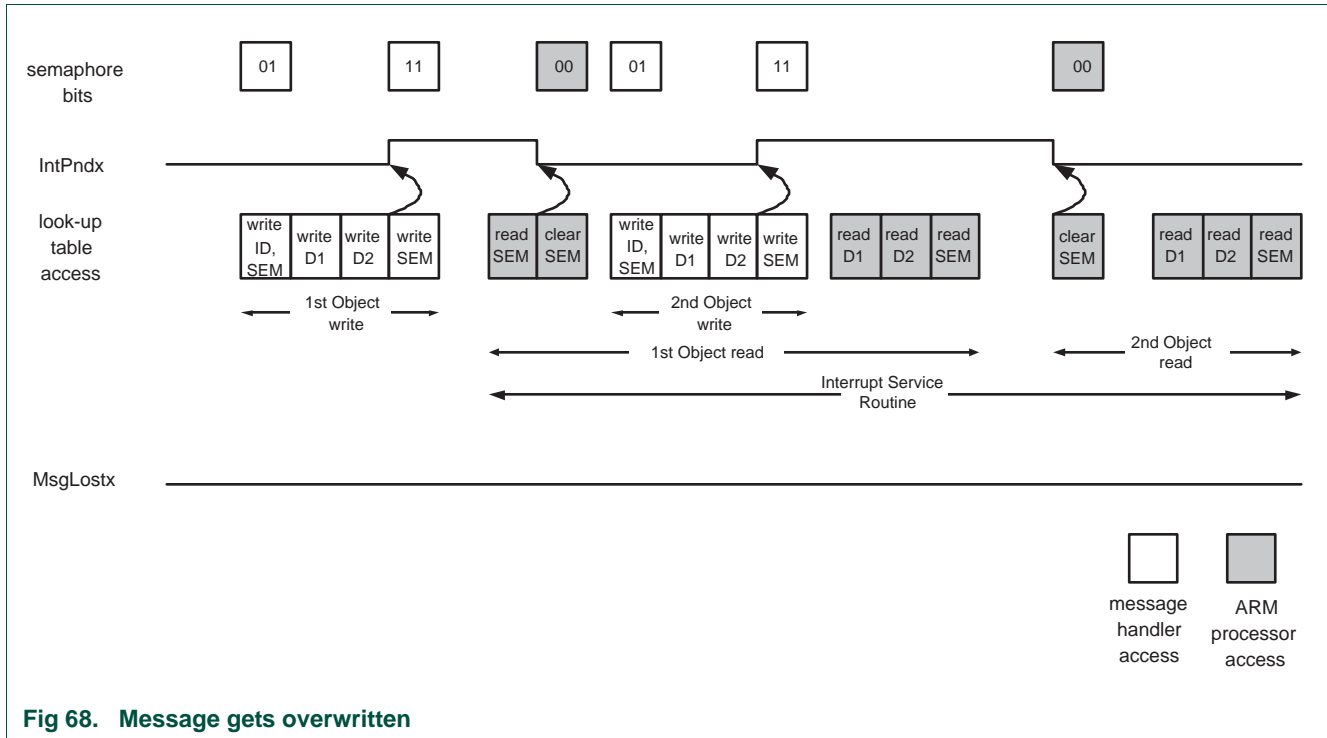 semaphore
bits
01
11
00
01
11
00
IntPndx
look-up
table
access
write
ID,
SEM
write
D1
write
D2
write
SEM
read
SEM
clear
SEM
write
ID,
SEM
write
D1
write
D2
write
SEM
read
D1
read
D2
read
SEM
clear
SEM
read
D1
read
D2
read
SEM
1st Object
write
2nd Object
write
1st Object read
2nd Object
read
Interrupt Service
Routine
MsgLostx
message
handler
access
ARM
processor
access
Fig 68. Message gets overwritten